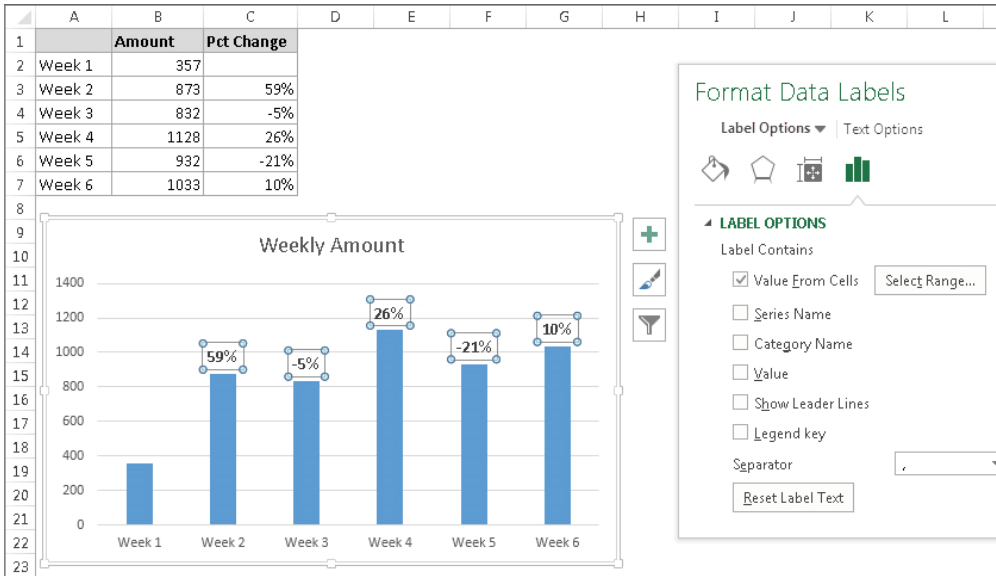 A B C D E F G H I J K L
1 Amount Pct Change
2 Week 1 357
3 Week 2 873 59%
4 Week 3 832 -5%
5 Week 4 1128 26%
6 Week 5 932 -21%
7 Week 6 1033 10%
8
9
10
11
12
13
14
15
16
17
18
19
20
21
22
23
Weekly Amount
1400
1200
1000
800
600
400
200
0
59%
-5%
26%
-21%
10%
Week 1 Week 2 Week 3 Week 4 Week 5 Week 6
Format Data Labels
Label Options Text Options
LABEL OPTIONS
Label Contains
Value From Cells Select Range...
Series Name
Category Name
Value
Show Leader Lines
Legend key
Separator ,
Reset Label Text